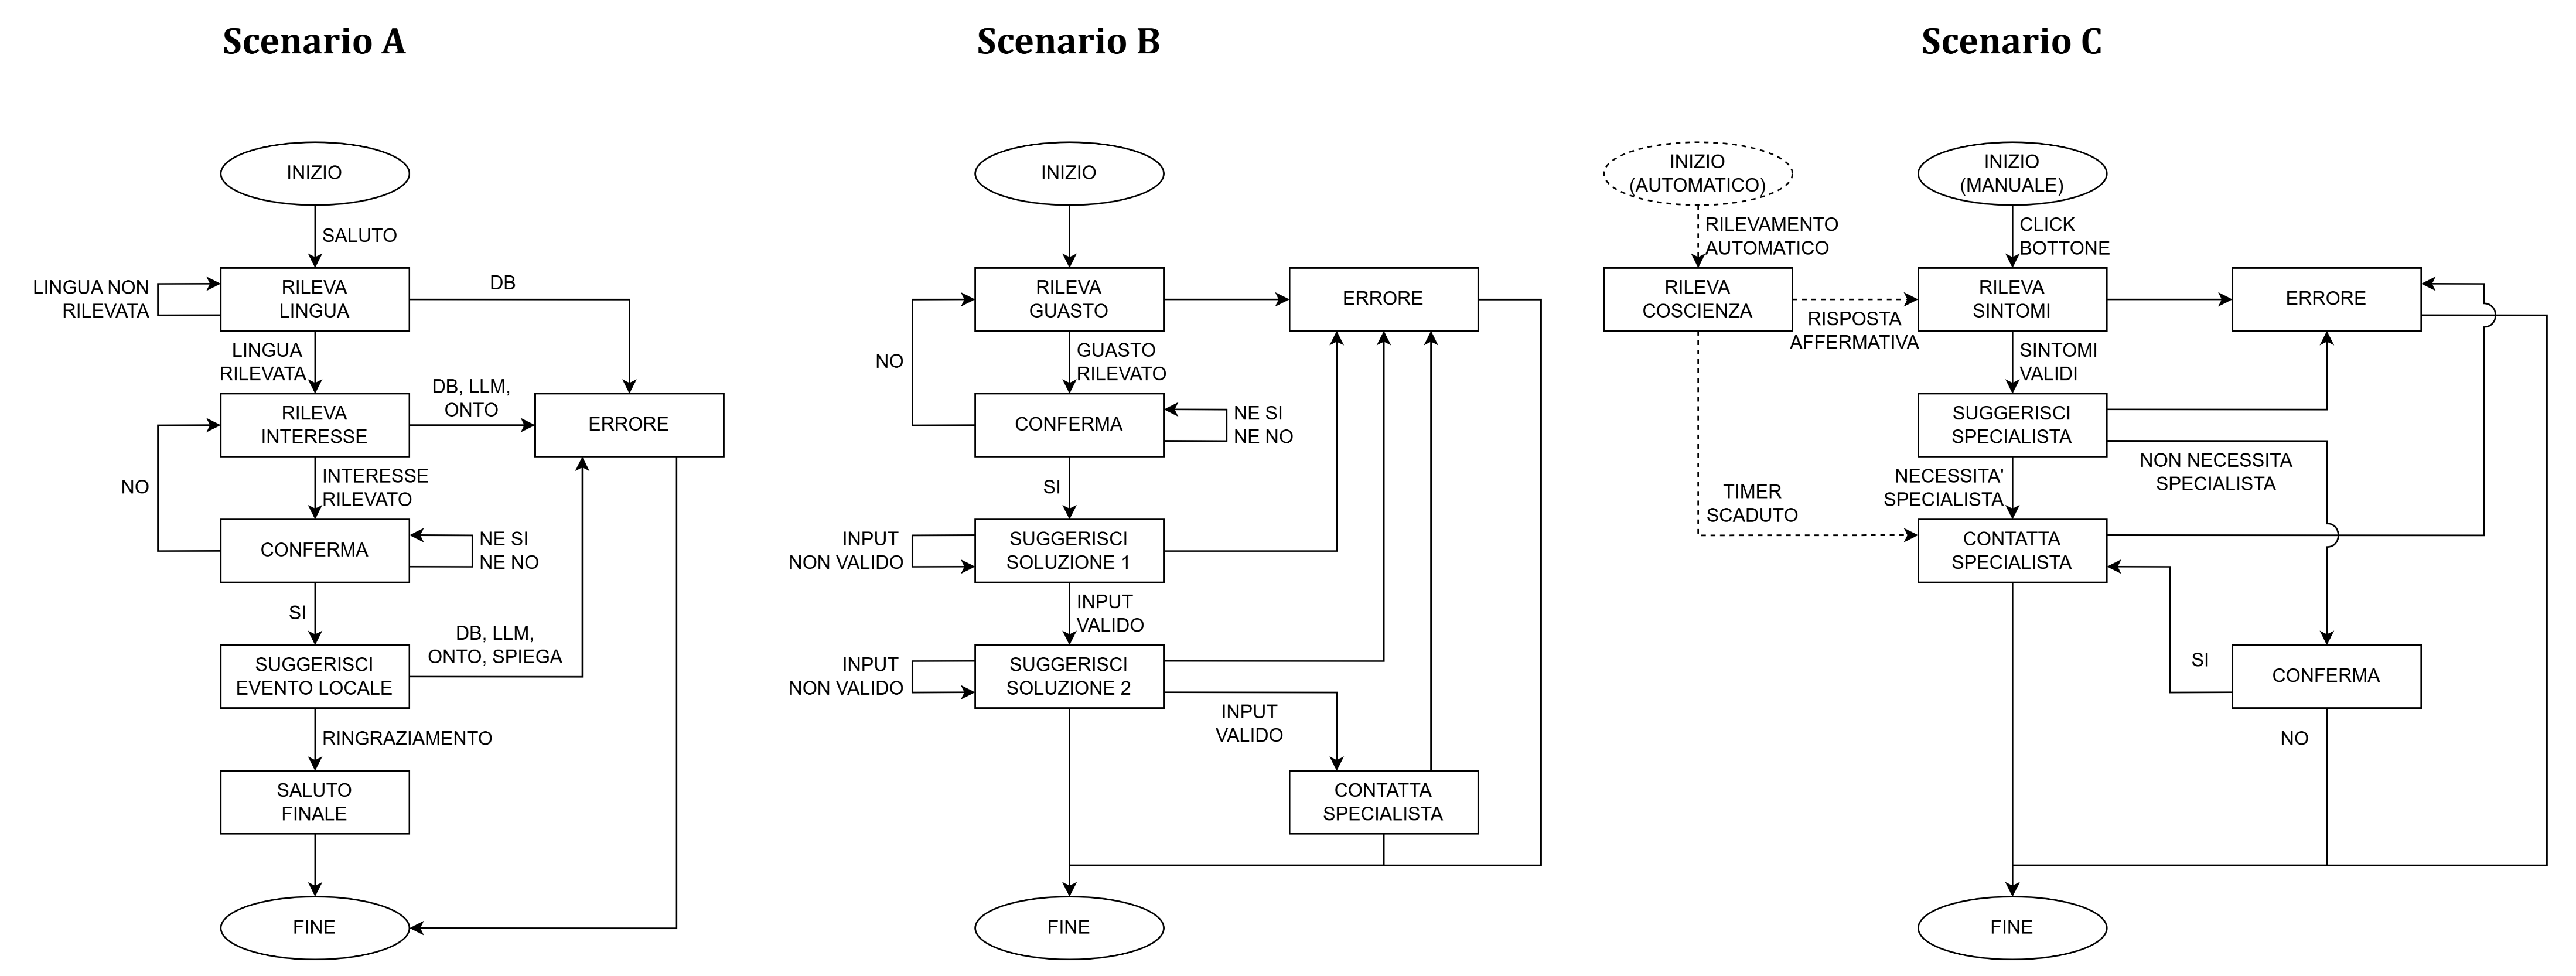 Scenario A
INIZIO
SALUTO
LINGUA NON
RILEVATA
RILEVA
LINGUA
DB
LINGUA
RILEVATA
RILEVA
INTERESSE
DB, LLM,
ONTO
ERRORE
NO
INTERESSE
RILEVATO
CONFERMA
NE SI
NE NO
SI
SUGGERISCI
EVENTO LOCALE
DB, LLM,
ONTO, SPIEGA
RINGRAZIAMENTO
SALUTO
FINALE
FINE
Scenario B
INIZIO
RILEVA
GUASTO
ERRORE
NO
GUASTO
RILEVATO
CONFERMA
NE SI
NE NO
SI
INPUT
NON VALIDO
SUGGERISCI
SOLUZIONE 1
INPUT
VALIDO
INPUT
NON VALIDO
SUGGERISCI
SOLUZIONE 2
INPUT
VALIDO
CONTATTA
SPECIALISTA
FINE
Scenario C
INIZIO
(AUTOMATICO)
INIZIO
(MANUALE)
RILEVAMENTO
AUTOMATICO
CLICK
BOTTONE
RILEVA
COSCIENZA
RISPOSTA
AFFERMATIVA
RILEVA
SINTOMI
ERRORE
SINTOMI
VALIDI
SUGGERISCI
SPECIALISTA
NECESSITA'
SPECIALISTA
NON NECESSITA
SPECIALISTA
TIMER
SCADUTO
CONTATTA
SPECIALISTA
SI
CONFERMA
NO
FINE